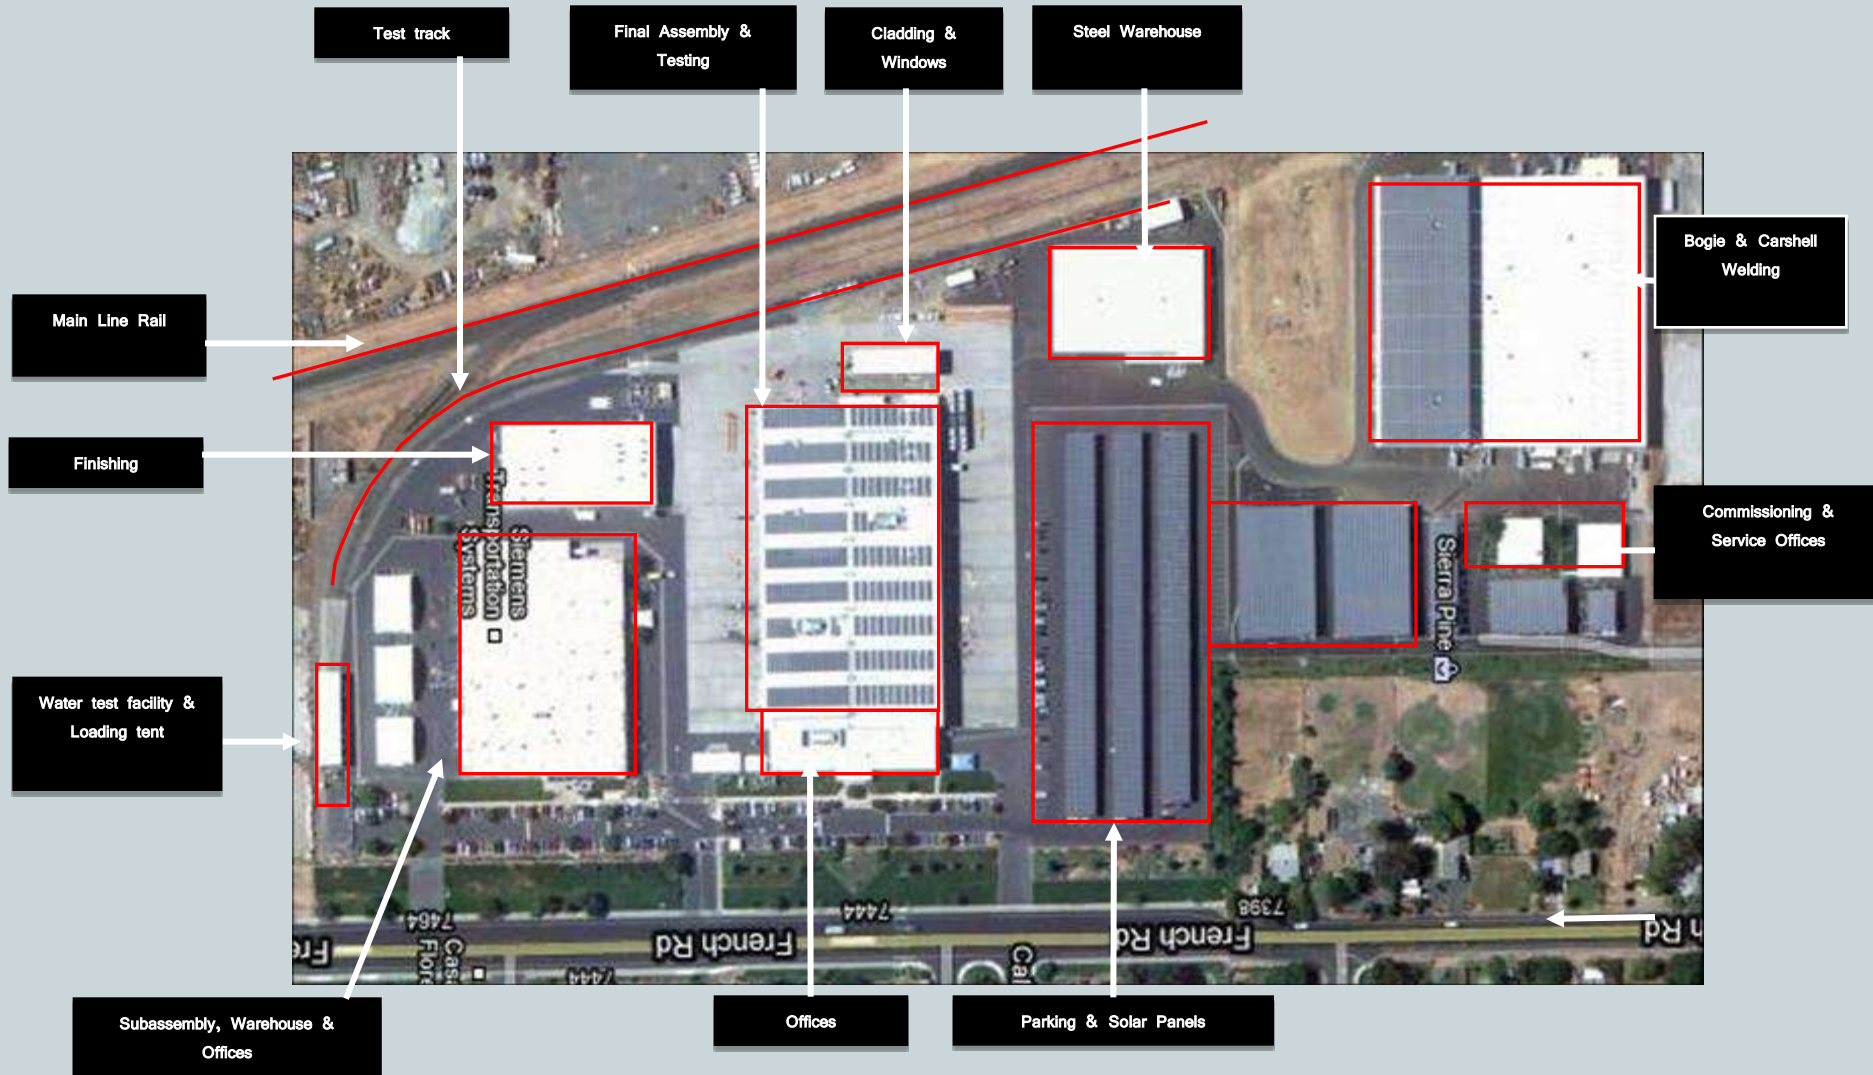 Test track
Final Assembly &
Testing
Cladding &
Windows
Steel Warehouse
Bogie & Carshell
Welding
Main Line Rail
Finishing
Siemens
Transportation
Systems
Commissioning &
Service Offices
Sierra Pine
Water test facility &
Loading tent
7398
7444
7464
French Rd
French Rd
7444
Subassembly, Warehouse &
Offices
Offices
Parking & Solar Panels